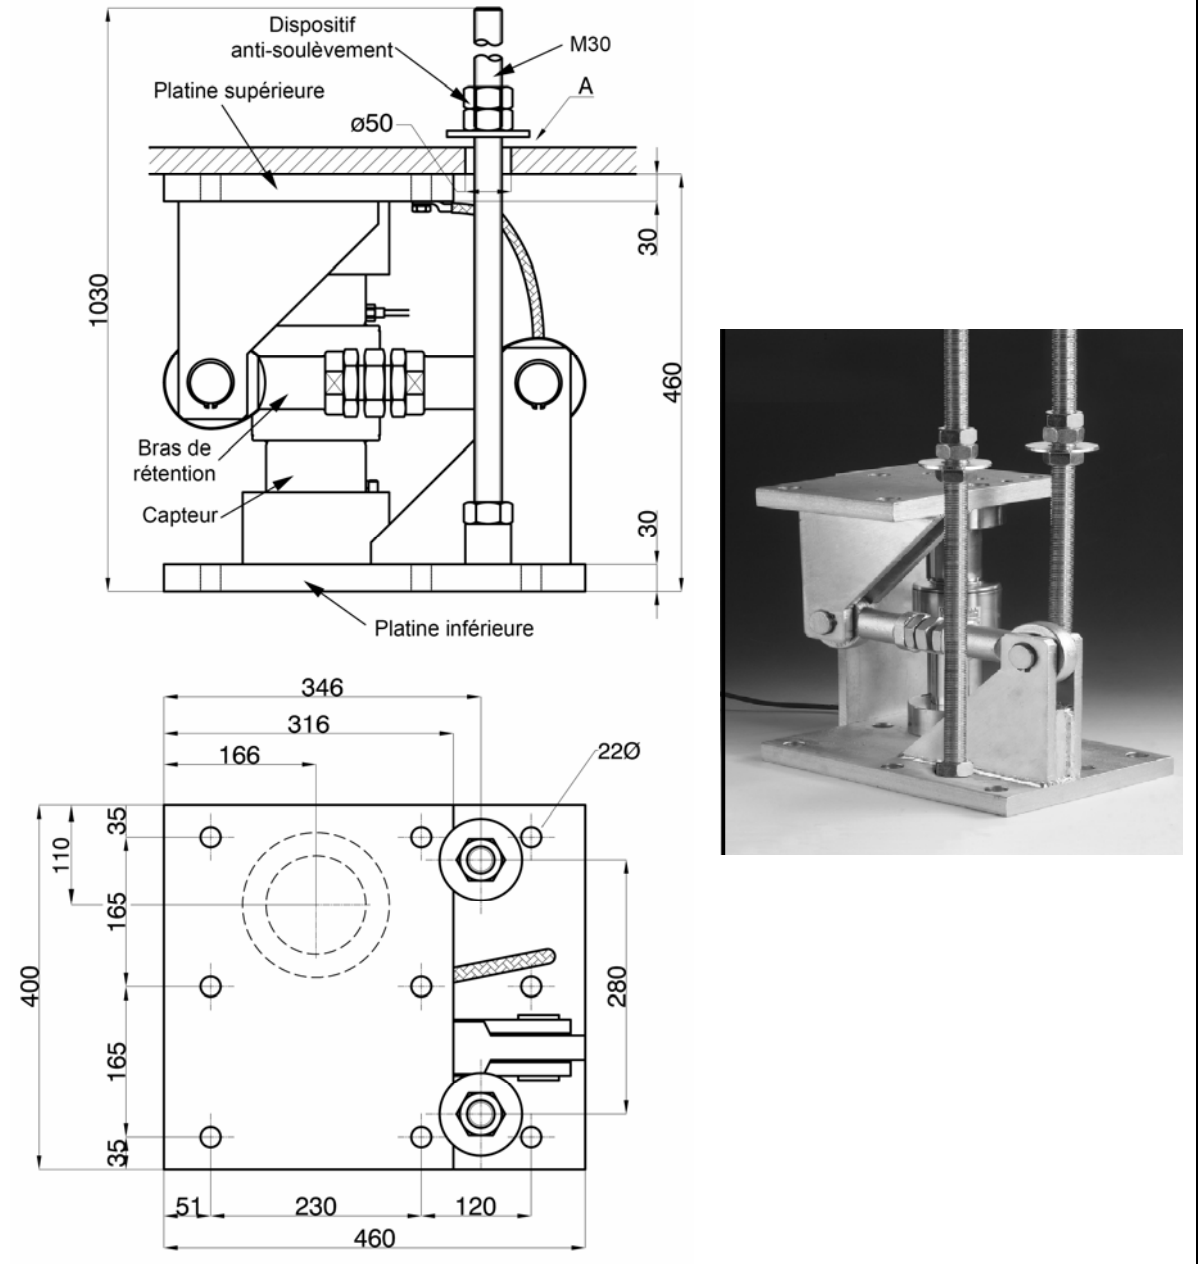 Dispositif
anti-soulèvement
M30
Platine supérieure
A
ø50
30
1030
460
Bras de
rétention
Capteur
30
Platine inférieure
346
316
166
22Ø
35
110
165
400
280
165
35
51
230
120
460